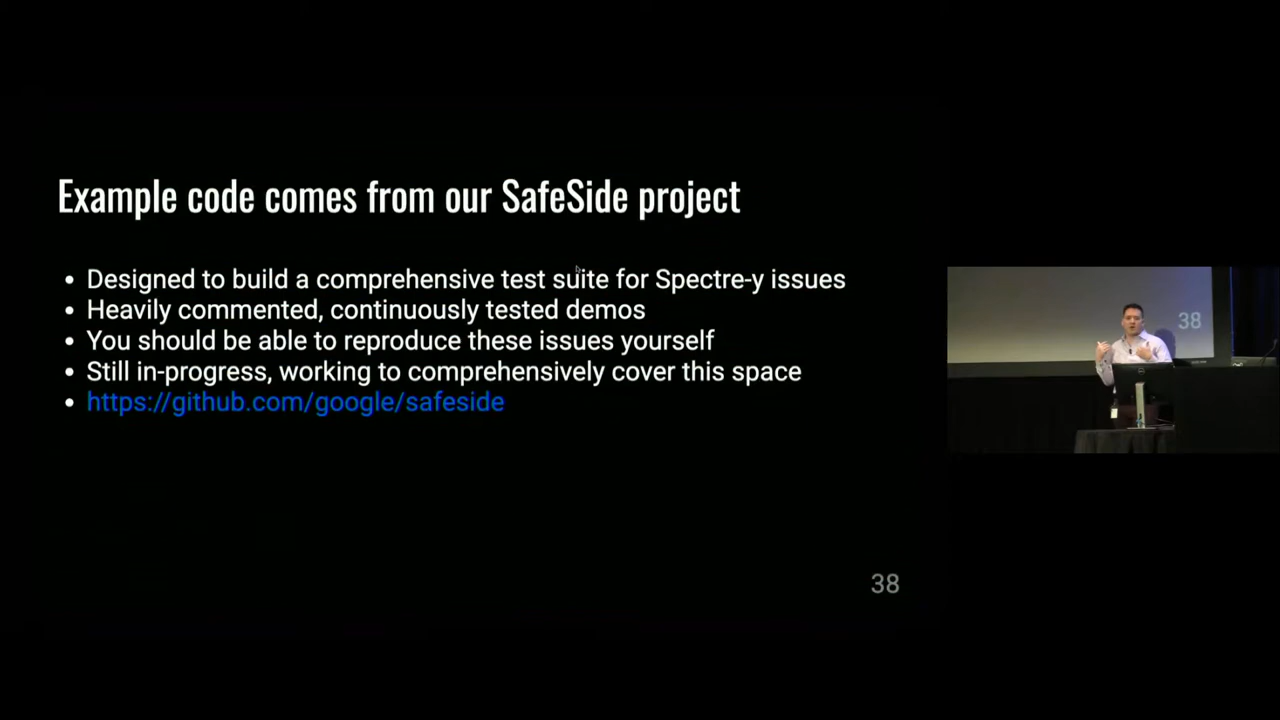 Example code comes from our SafeSide project
• Designed to build a comprehensive test suite for Spectre-y issues
• Heavily commented, continuously tested demos
• You should be able to reproduce these issues yourself
• Still in-progress, working to comprehensively cover this space
• https://github.com/google/safeside
38
38